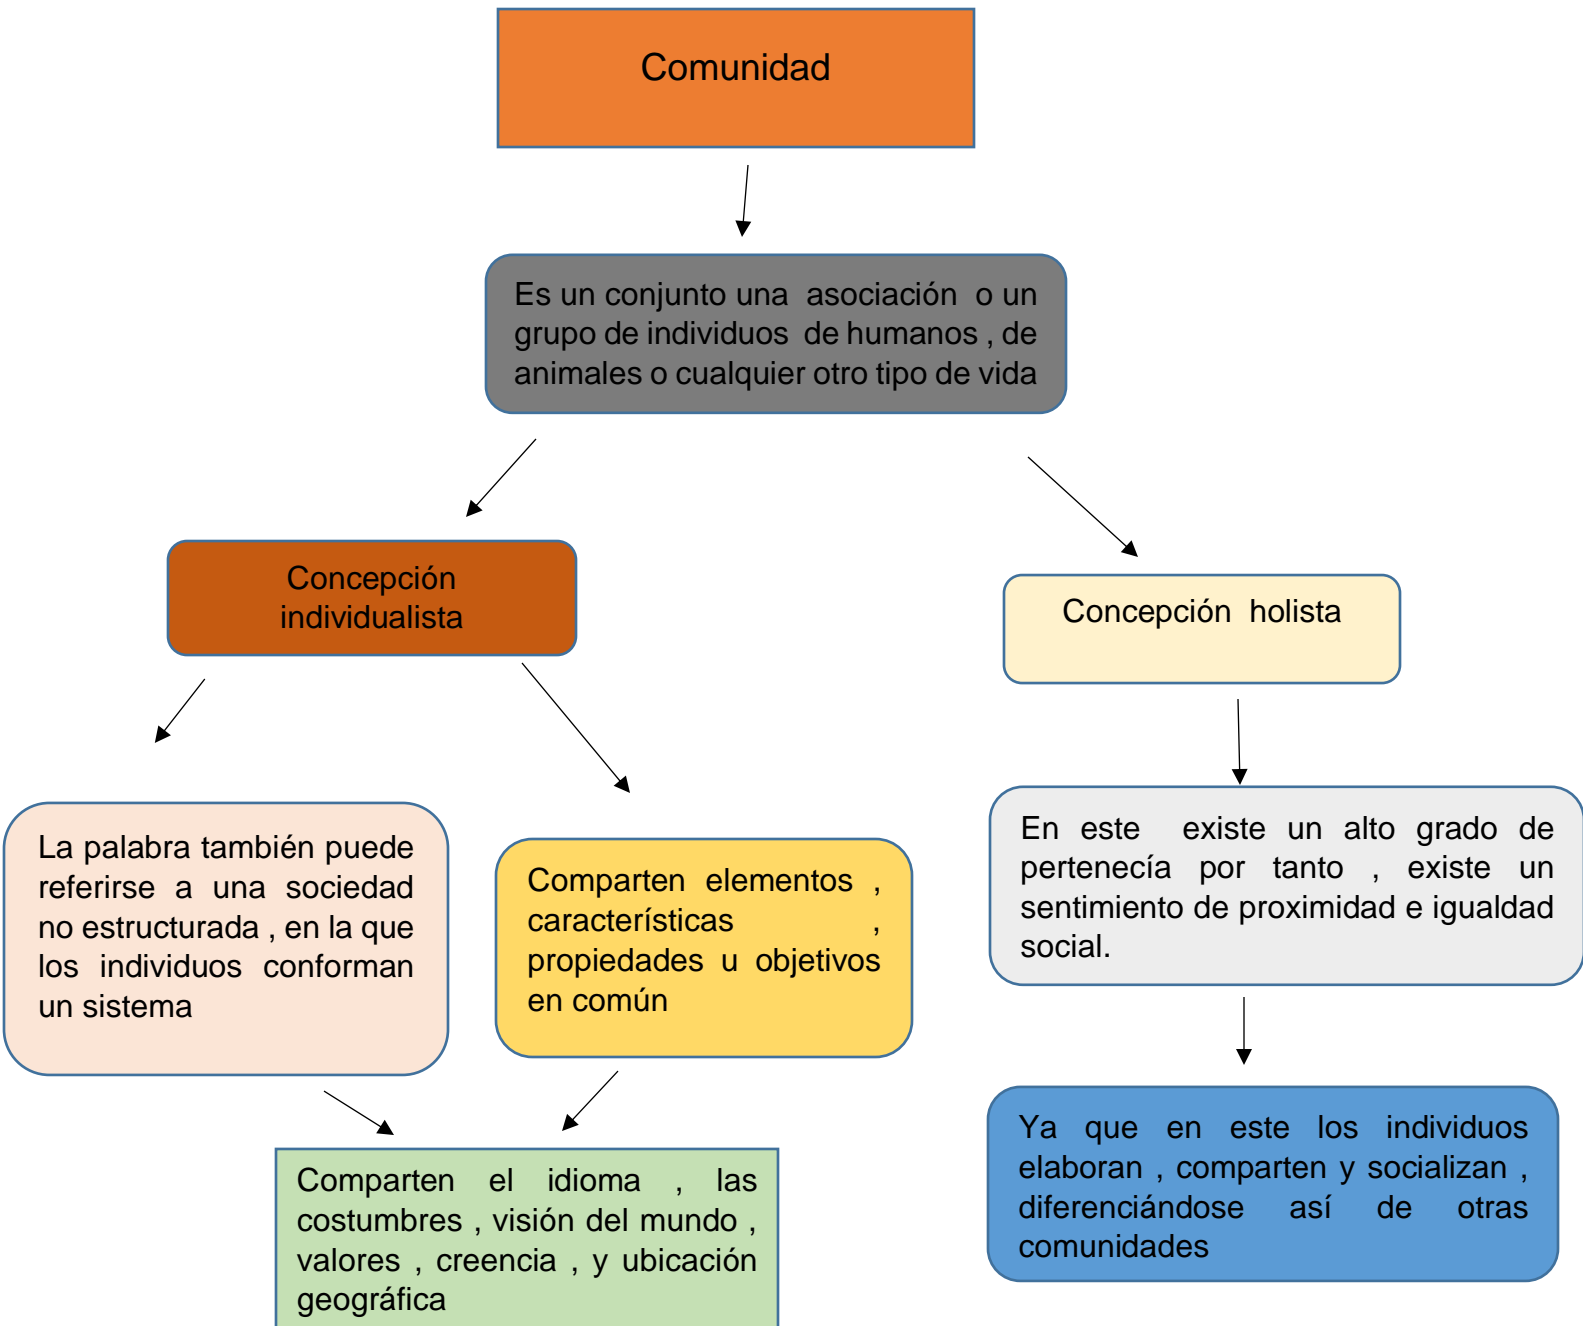 Comunidad
Es un conjunto una asociación o un
grupo de individuos de humanos , de
animales o cualquier otro tipo de vida
Concepción
individualista
Concepción holista
La palabra también puede
referirse a una sociedad
no estructurada , en la que
los individuos conforman
un sistema
Comparten elementos ,
características ,
propiedades u objetivos
en común
En este existe un alto grado de
pertenecía por tanto , existe un
sentimiento de proximidad e igualdad
social.
Comparten el idioma , las
costumbres , visión del mundo ,
valores , creencia , y ubicación
geográfica
Ya que en este los individuos
elaboran , comparten y socializan ,
diferenciándose así de otras
comunidades